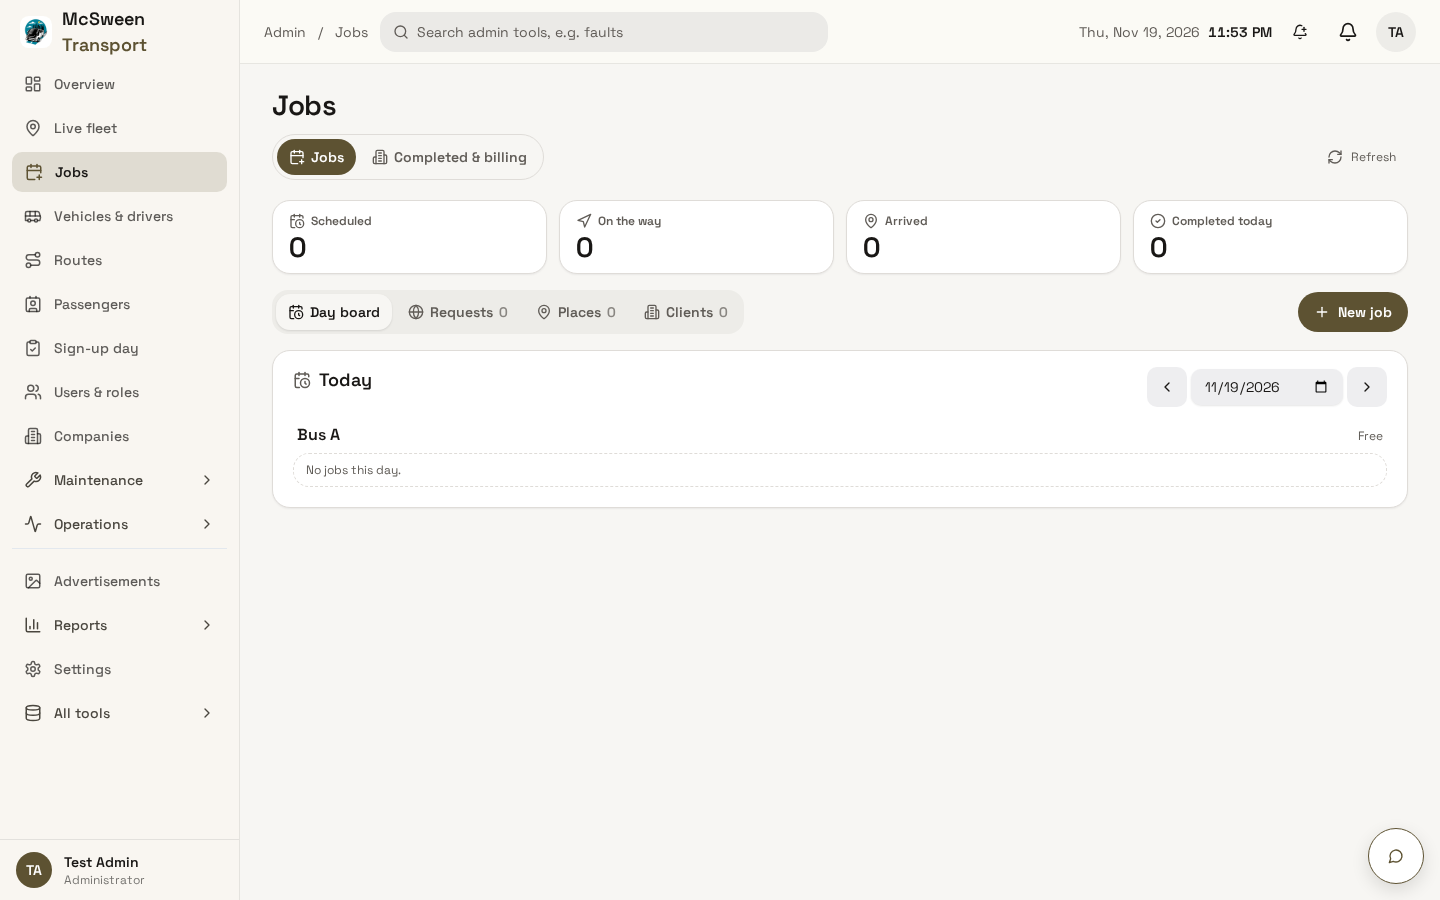 McSween
Transport
Admin / Jobs
Search admin tools, e.g. faults
Thu, Nov 19, 2026 11:53 PM
TA
Overview
Live fleet
Jobs
Vehicles & drivers
Routes
Passengers
Sign-up day
Users & roles
Companies
Maintenance
Operations
Advertisements
Reports
Settings
All tools
TA
Test Admin
Administrator
Jobs
Jobs
Completed & billing
Refresh
Scheduled
0
On the way
0
Arrived
0
Completed today
0
Day board
Requests 0
Places 0
Clients 0
New job
Today
11/19/2026
Bus A
Free
No jobs this day.